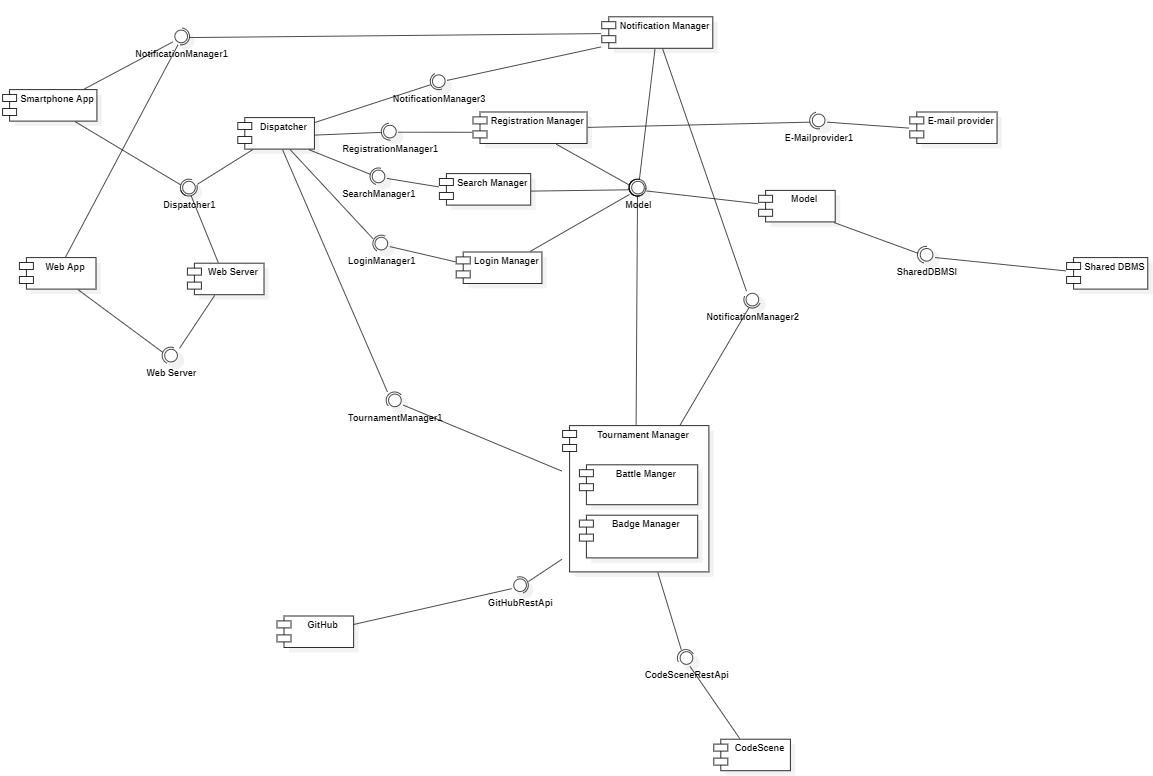 Notification Manager
NotificationManager1
Smartphone App
NotificationManager3
Dispatcher
Registration Manager
E-mail provider
RegistrationManager1
E-Mailprovider1
Search Manager
SearchManager1
Dispatcher1
Model
Model
Web App
Web Server
LoginManager1
Login Manager
SharedDBMSI
Shared DBMS
NotificationManager2
Web Server
TournamentManager1
Tournament Manager
Battle Manger
Badge Manager
GitHubRestApi
GitHub
CodeSceneRestApi
CodeScene